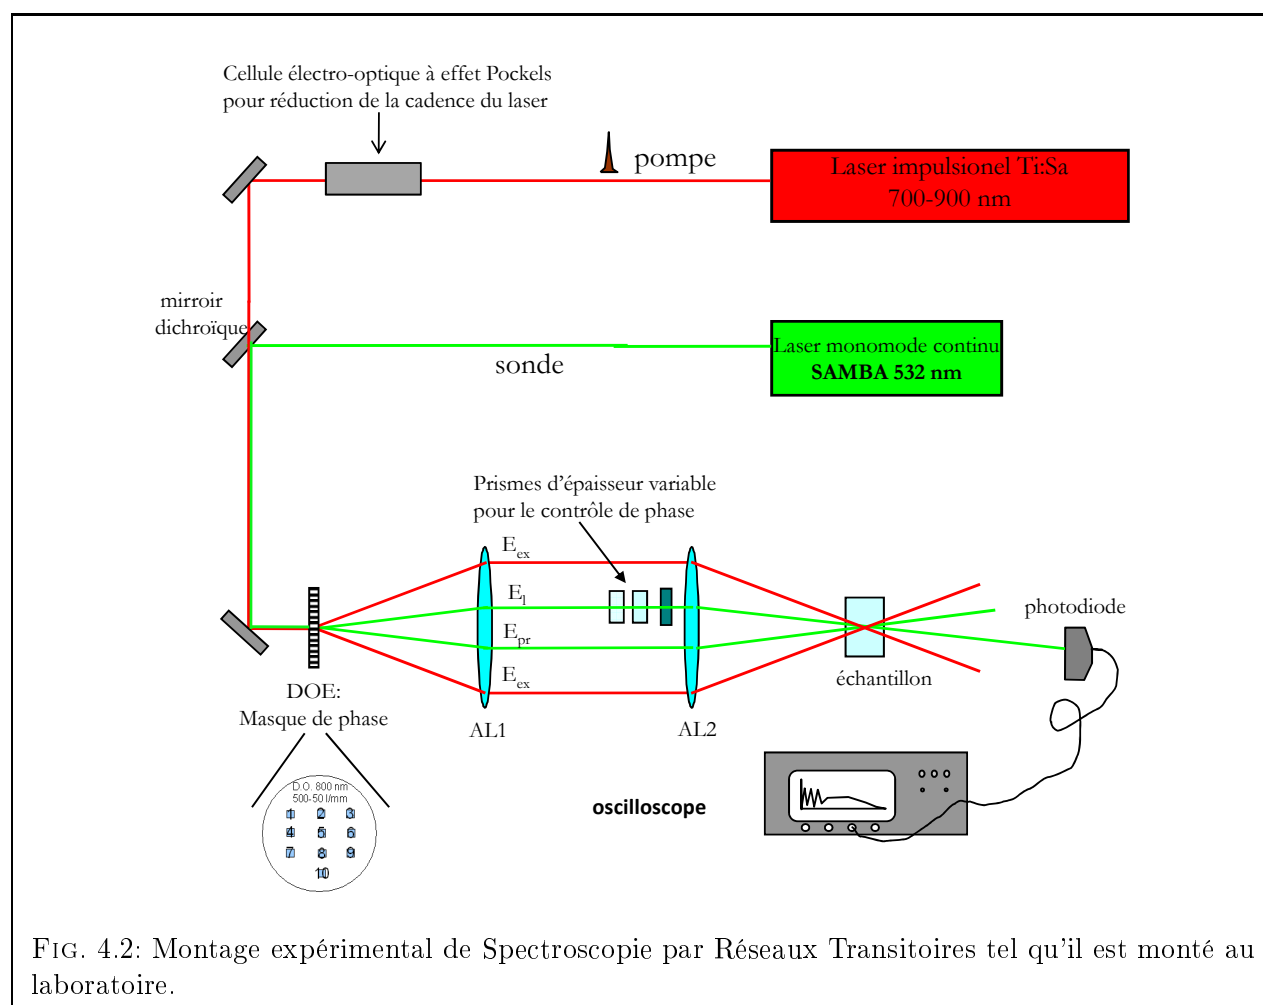 Cellule électro-optique à effet Pockels
pour réduction de la cadence du laser
pompe
Laser impulsionel Ti:Sa
700-900 nm
mirroir
dichroïque
sonde
Laser monomode continu
SAMBA 532 nm
Prismes d'épaisseur variable
pour le contrôle de phase
E_ex
E_l
E_pr
E_ex
photodiode
échantillon
DOE:
Masque de phase
AL1
AL2
D.O. 800 nm
500-50 l/mm
1 2 3
4 5 6
7 8 9
10
oscilloscope
FIG. 4.2: Montage expérimental de Spectroscopie par Réseaux Transitoires tel qu'il est monté au
laboratoire.